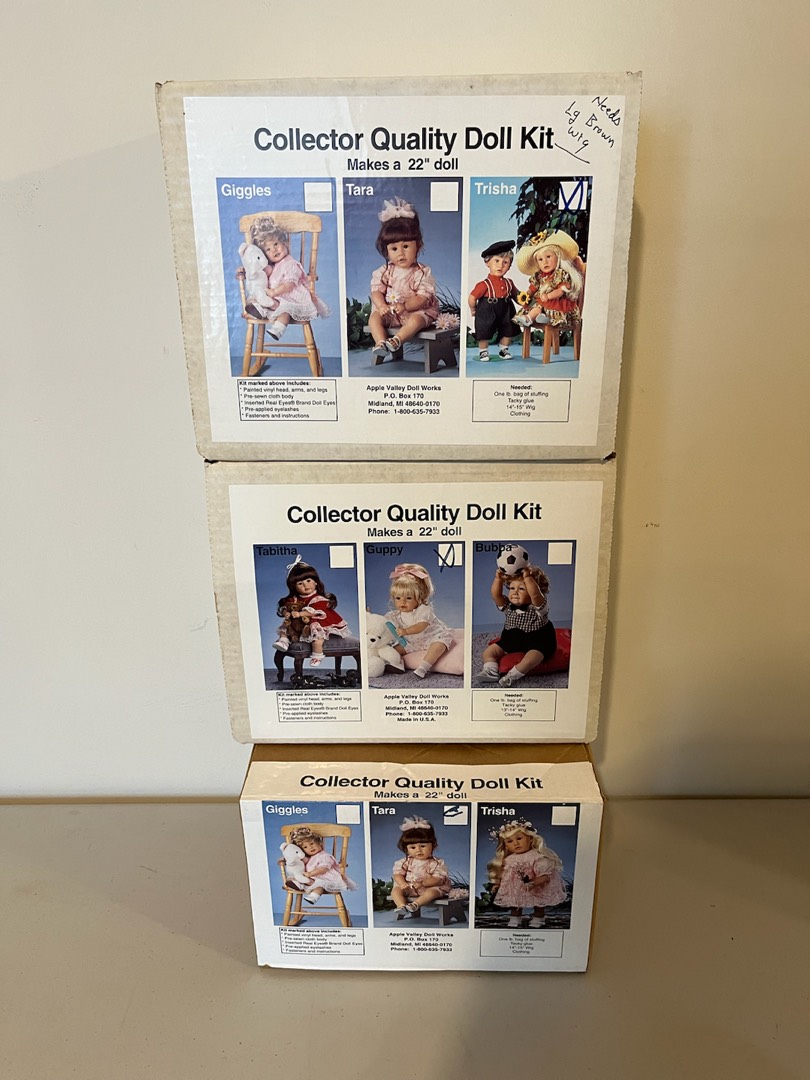 Needs
Lg Brown
Wig
Collector Quality Doll Kit
Makes a 22" doll
Giggles Tara Trisha
Kit marked above includes:
* Painted vinyl head, arms, and legs
* Pre-sewn cloth body
* Inserted Real Eyes® Brand Doll Eyes
* Pre-applied eyelashes
* Fasteners and instructions
Apple Valley Doll Works
P.O. Box 170
Midland, MI 48640-0170
Phone: 1-800-635-7933
Needed:
One lb. bag of stuffing
Tacky glue
14"-15" Wig
Clothing
Collector Quality Doll Kit
Makes a 22" doll
Tabitha Guppy Bubba
Kit marked above includes:
* Painted vinyl head, arms, and legs
* Pre-sewn cloth body
* Inserted Real Eyes® Brand Doll Eyes
* Pre-applied eyelashes
* Fasteners and instructions
Apple Valley Doll Works
P.O. Box 170
Midland, MI 48640-0170
Phone: 1-800-635-7933
Made in U.S.A.
Needed:
One lb. bag of stuffing
Tacky glue
13"-14" Wig
Clothing
Collector Quality Doll Kit
Makes a 22" doll
Giggles Tara Trisha
Kit marked above includes:
* Painted vinyl head, arms, and legs
* Pre-sewn cloth body
* Inserted Real Eyes® Brand Doll Eyes
* Pre-applied eyelashes
* Fasteners and instructions
Apple Valley Doll Works
P.O. Box 170
Midland, MI 48640-0170
Phone: 1-800-635-7933
Needed:
One lb. bag of stuffing
Tacky glue
14"-15" Wig
Clothing